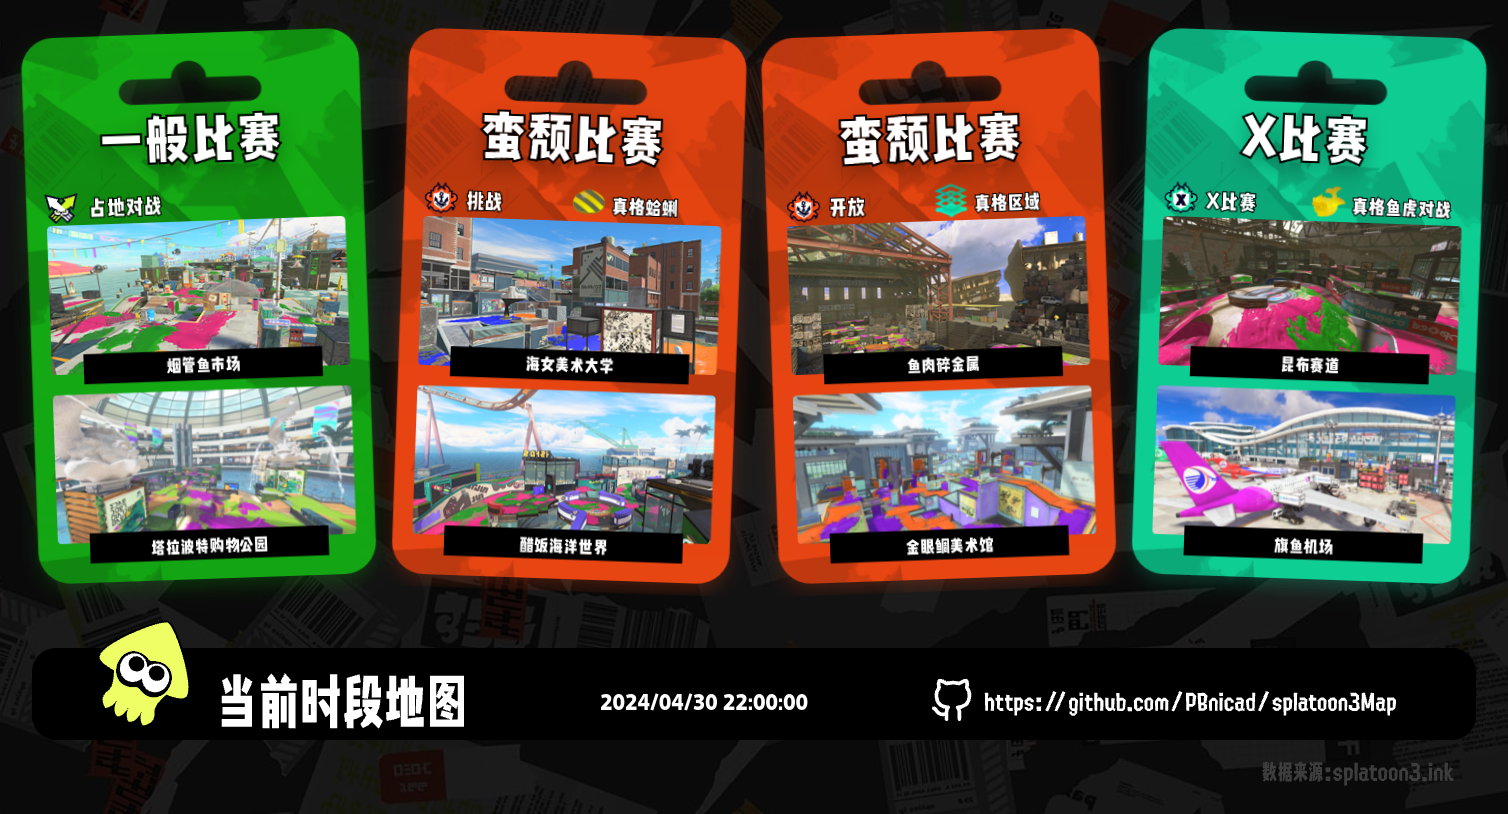 一般比赛
占地对战
烟管鱼市场
塔拉波特购物公园
蛮颓比赛
挑战
真格蛤蜊
海女美术大学
醋饭海洋世界
蛮颓比赛
开放
真格区域
鱼肉碎金属
金眼鲷美术馆
X比赛
X比赛
真格鱼虎对战
昆布赛道
旗鱼机场
当前时段地图
2024/04/30 22:00:00
https://github.com/PBnicad/splatoon3Map
数据来源:splatoon3.ink